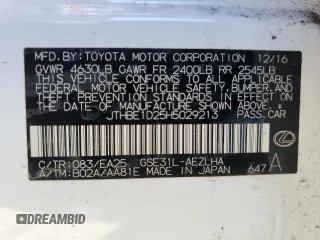 MFD. BY: TOYOTA MOTOR CORPORATION 12/16
GVWR 4630LB GAWR FR 2400LB RR 2545LB
THIS VEHICLE CONFORMS TO ALL APPLICABLE
FEDERAL MOTOR VEHICLE SAFETY, BUMPER, AND
THEFT PREVENTION STANDARDS IN EFFECT ON
THE DATE OF MANUFACTURE SHOWN ABOVE.
JTHBE1D25H5029213 PASS.CAR
C/TR:083/EA25 GSE31L-AEZLHA
A/TM:B02A/AA81E MADE IN JAPAN 647A